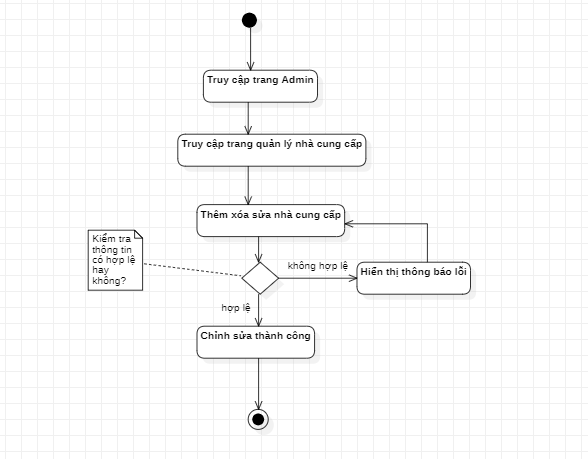 Truy cập trang Admin
Truy cập trang quản lý nhà cung cấp
Thêm xóa sửa nhà cung cấp
Kiểm tra
thông tin
có hợp lệ
hay
không?
không hợp lệ
Hiển thị thông báo lỗi
hợp lệ
Chỉnh sửa thành công